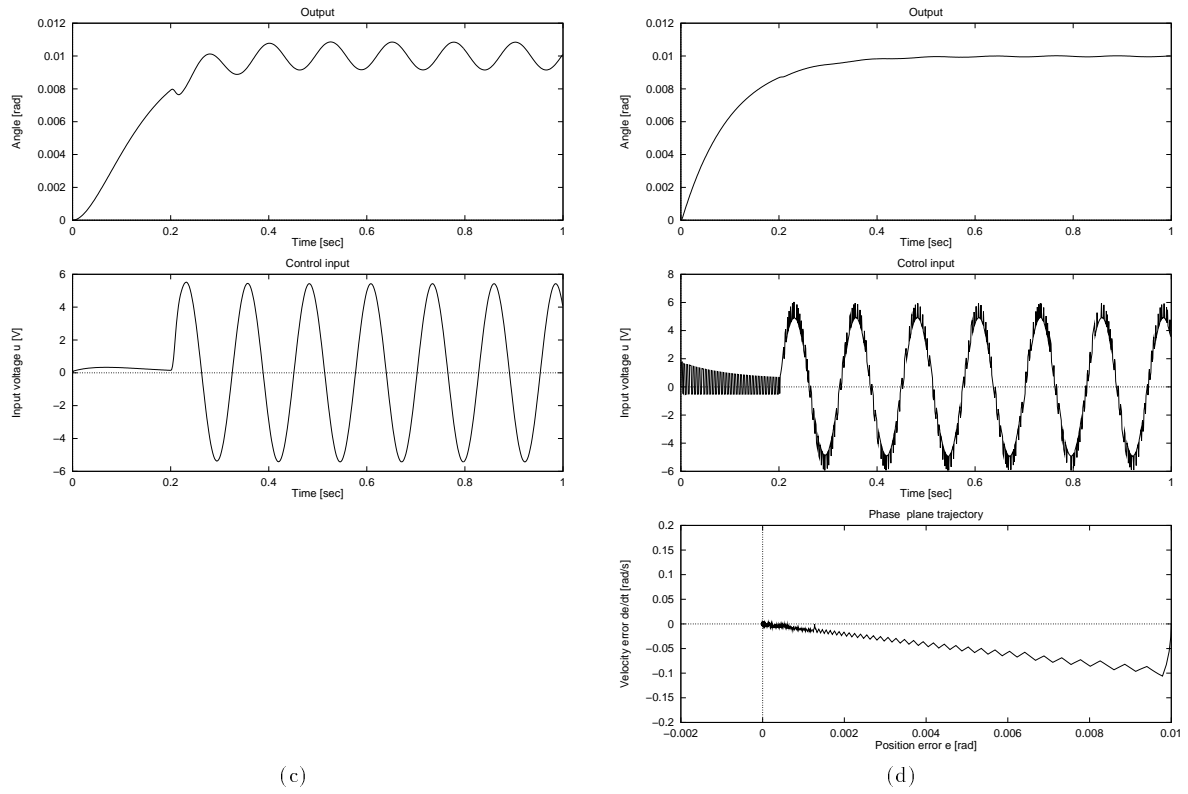 Output
0.012
0.01
0.008
0.006
0.004
0.002
0
Angle [rad]
0 0.2 0.4 0.6 0.8 1
Time [sec]
Control input
6
4
2
0
−2
−4
−6
Input voltage u [V]
0 0.2 0.4 0.6 0.8 1
Time [sec]
(c)
Output
0.012
0.01
0.008
0.006
0.004
0.002
0
Angle [rad]
0 0.2 0.4 0.6 0.8 1
Time [sec]
Cotrol input
8
6
4
2
0
−2
−4
−6
Input voltage u [V]
0 0.2 0.4 0.6 0.8 1
Time [sec]
Phase plane trajectory
0.2
0.15
0.1
0.05
0
−0.05
−0.1
−0.15
−0.2
Velocity error de/dt [rad/s]
−0.002 0 0.002 0.004 0.006 0.008 0.01
Position error e [rad]
(d)